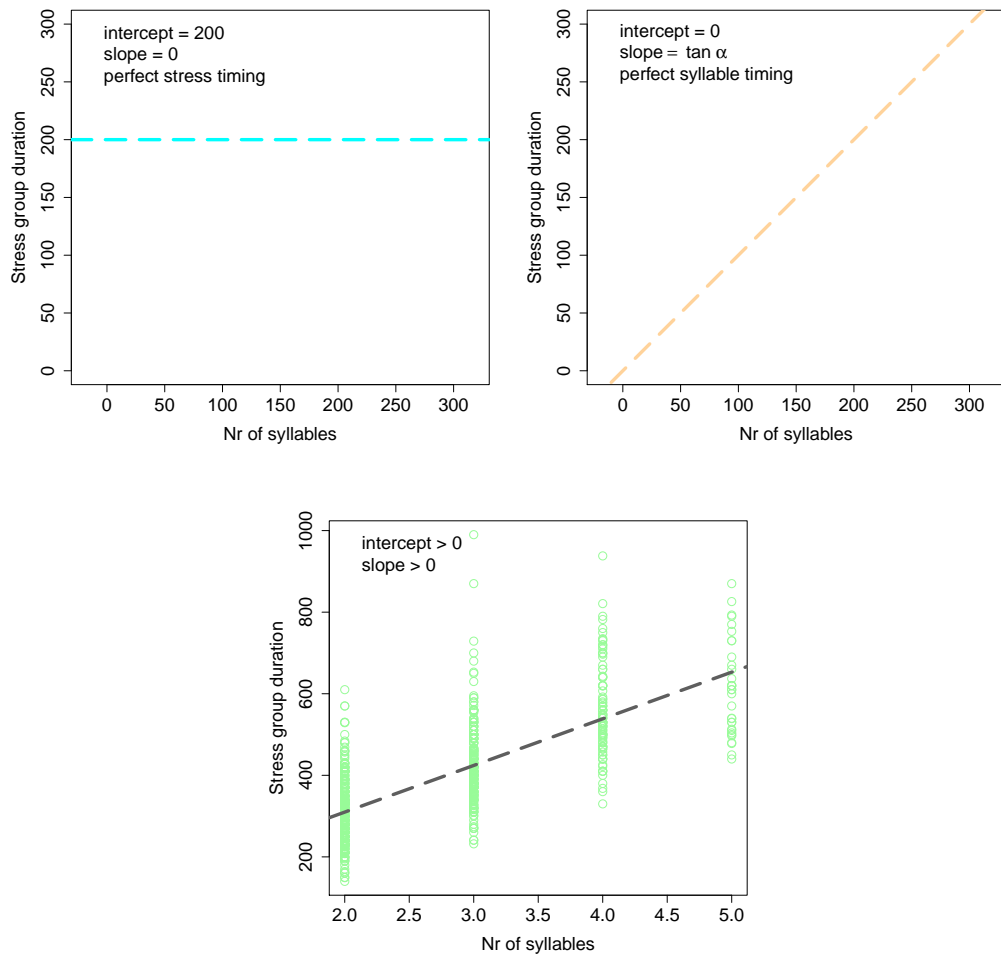 intercept = 200
slope = 0
perfect stress timing
Stress group duration
0 50 100 150 200 250 300
0 50 100 150 200 250 300
Nr of syllables
intercept = 0
slope = tan α
perfect syllable timing
Stress group duration
0 50 100 150 200 250 300
0 50 100 150 200 250 300
Nr of syllables
intercept > 0
slope > 0
Stress group duration
200 400 600 800 1000
2.0 2.5 3.0 3.5 4.0 4.5 5.0
Nr of syllables